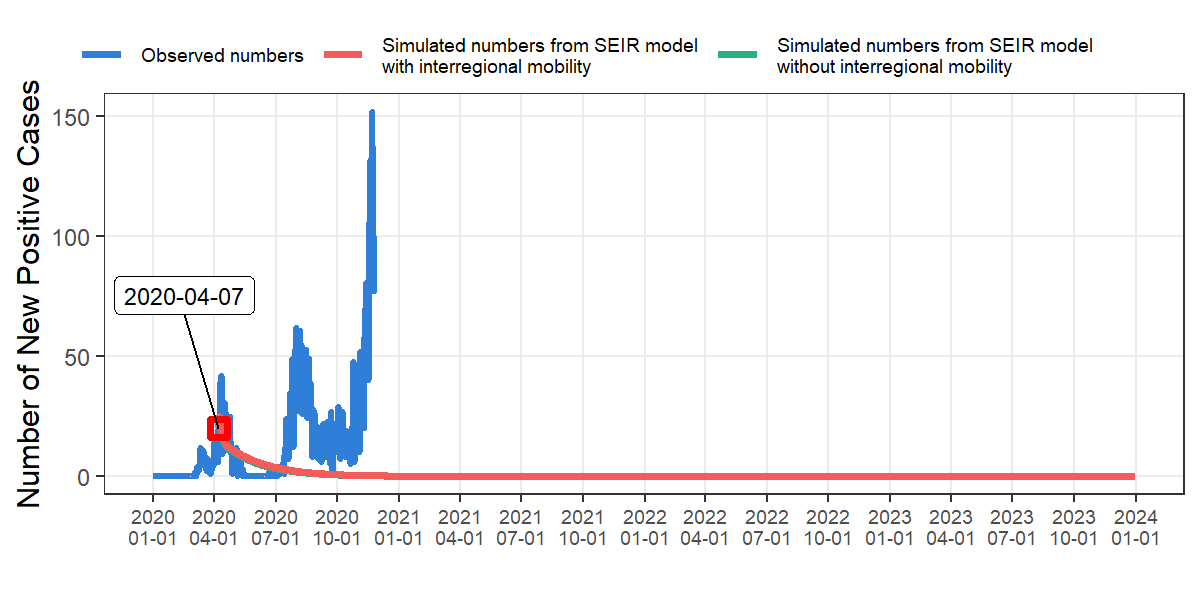 Observed numbers
Simulated numbers from SEIR model
with interregional mobility
Simulated numbers from SEIR model
without interregional mobility
Number of New Positive Cases
150
100
50
0
2020-04-07
2020 2020 2020 2020 2021 2021 2021 2021 2022 2022 2022 2022 2023 2023 2023 2023 2024
01-01 04-01 07-01 10-01 01-01 04-01 07-01 10-01 01-01 04-01 07-01 10-01 01-01 04-01 07-01 10-01 01-01